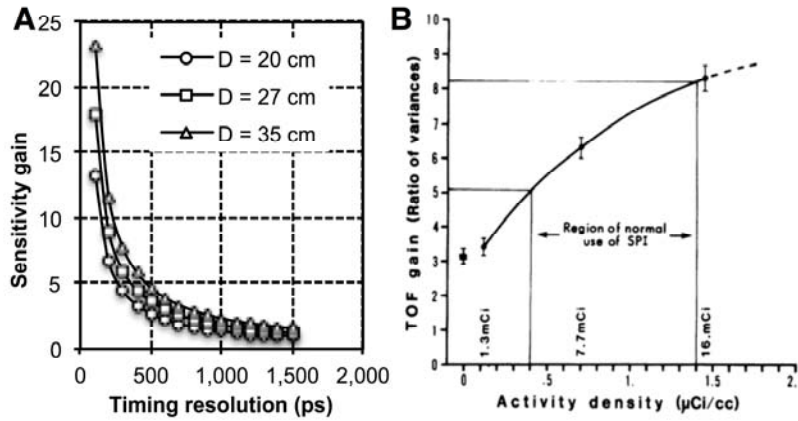 A
25
20
15
10
5
0
Sensitivity gain
D = 20 cm
D = 27 cm
D = 35 cm
0 500 1,000 1,500 2,000
Timing resolution (ps)
B
10
9
8
7
6
5
4
3
2
1
0
TOF gain (Ratio of variances)
Region of normal
use of SPI
1.3mCi
7.7mCi
16.mCi
0 .5 1. 1.5 2.
Activity density (μCi/cc)